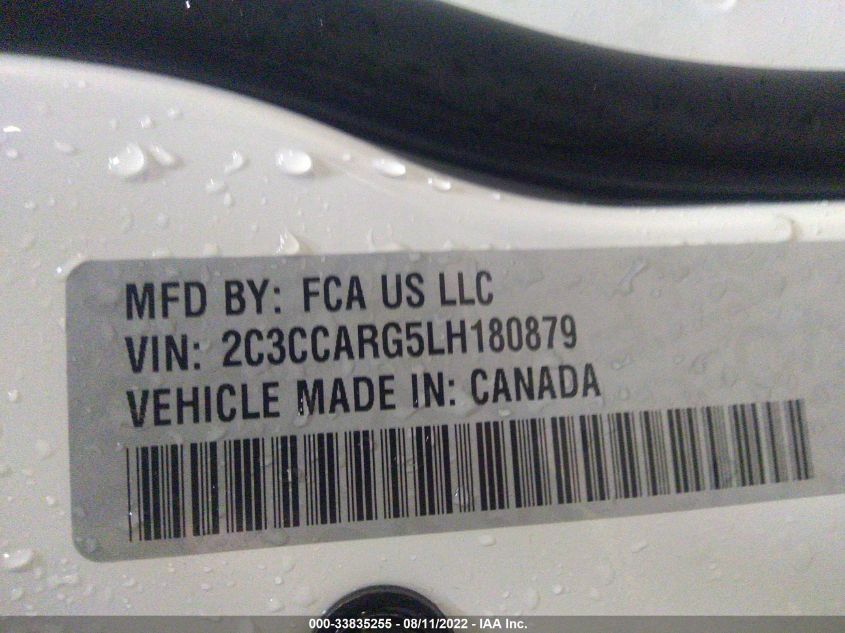 MFD BY: FCA US LLC
VIN: 2C3CCARG5LH180879
VEHICLE MADE IN: CANADA
000-33835255 - 08/11/2022 - IAA Inc.